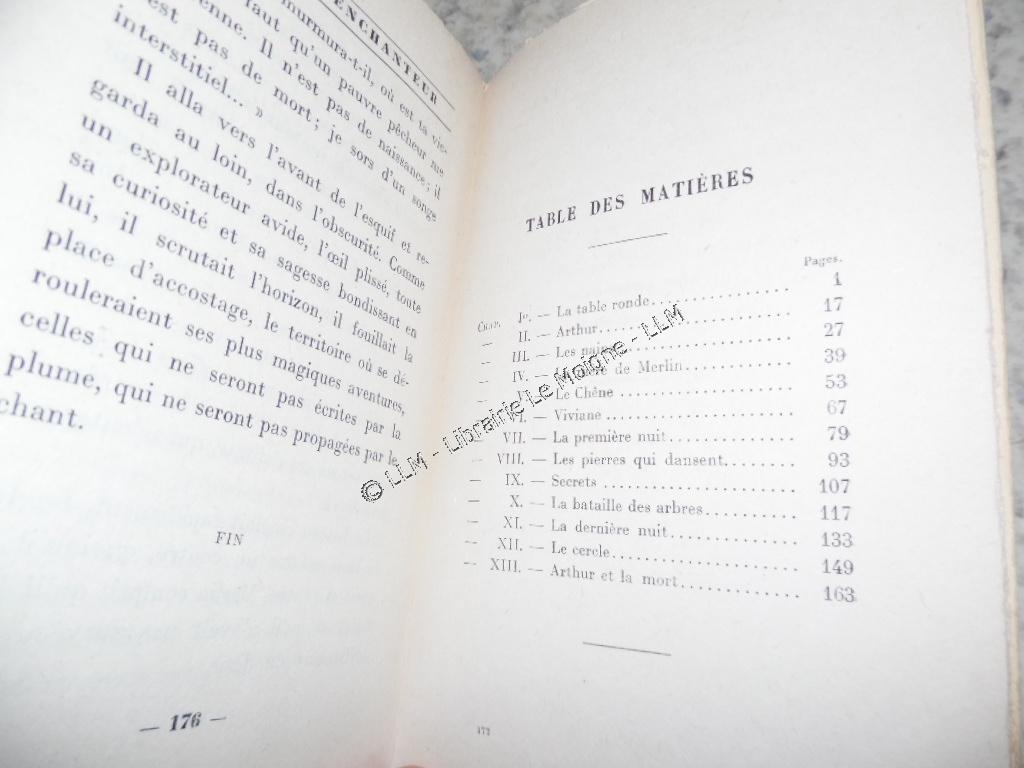 ENCHANTEUR
murmura-t-il, où est ta vic-
faut qu'un pauvre pêcheur me
enne. Il n'est pas de naissance; il
est pas de mort; je sors d'un songe
interstitiel... »
Il alla vers l'avant de l'esquif et re-
garda au loin, dans l'obscurité. Comme
un explorateur avide, l'œil plissé, toute
sa curiosité et sa sagesse bondissant en
lui, il scrutait l'horizon, il fouillait la
place d'accostage, le territoire où se dé-
rouleraient ses plus magiques aventures,
celles qui ne seront pas écrites par la
plume, qui ne seront pas propagées par le
chant.
FIN
— 176 —
TABLE DES MATIÈRES
Pages.
CHAP. Ier. — La table ronde. 1
— II. — Arthur. 17
— III. — Les nains 27
— IV. — de Merlin. 39
— V. — Le Chêne 53
— VI. — Viviane 67
— VII. — La première nuit. 79
— VIII. — Les pierres qui dansent. 93
— IX. — Secrets 107
— X. — La bataille des arbres. 117
— XI. — La dernière nuit. 133
— XII. — Le cercle. 149
— XIII. — Arthur et la mort. 163
177
© LLM - Librairie Le Moigne - LLM